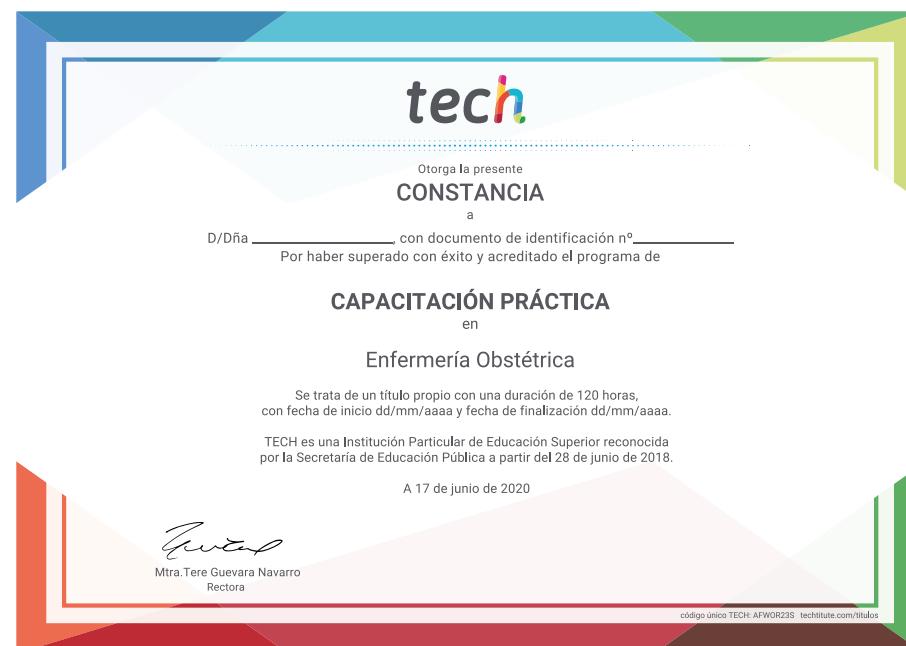 tech
Otorga la presente
CONSTANCIA
a
D/Dña ____________________, con documento de identificación nº______________
Por haber superado con éxito y acreditado el programa de
CAPACITACIÓN PRÁCTICA
en
Enfermería Obstétrica
Se trata de un título propio con una duración de 120 horas,
con fecha de inicio dd/mm/aaaa y fecha de finalización dd/mm/aaaa.
TECH es una Institución Particular de Educación Superior reconocida
por la Secretaría de Educación Pública a partir del 28 de junio de 2018.
A 17 de junio de 2020
Mtra.Tere Guevara Navarro
Rectora
código único TECH: AFWOR23S techtitute.com/titulos